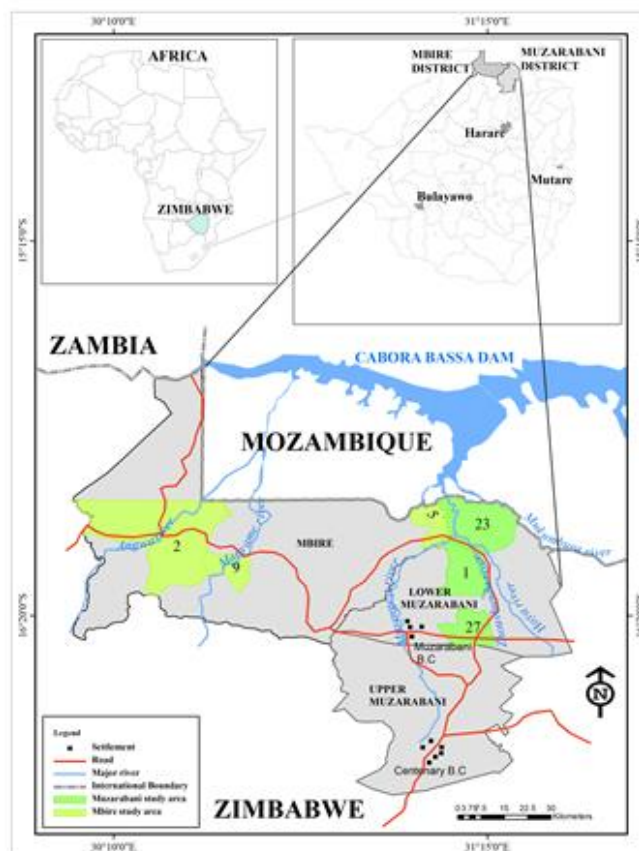 30°10'0"E
31°15'0"E
AFRICA
ZIMBABWE
MBIRE
DISTRICT
MUZARABANI
DISTRICT
Harare
Mutare
Bulayawo
15°15'0"S
ZAMBIA
CABORA BASSA DAM
MOZAMBIQUE
MBIRE
2
9
5
23
1
27
LOWER
MUZARABANI
Muzarabani
B.C
UPPER
MUZARABANI
Centenary B.C
ZIMBABWE
16°20'0"S
N
Legend
Settlement
Road
Major river
International Boundary
Muzarabani study area
Mbire study area
Kilometers
30°10'0"E
31°15'0"E